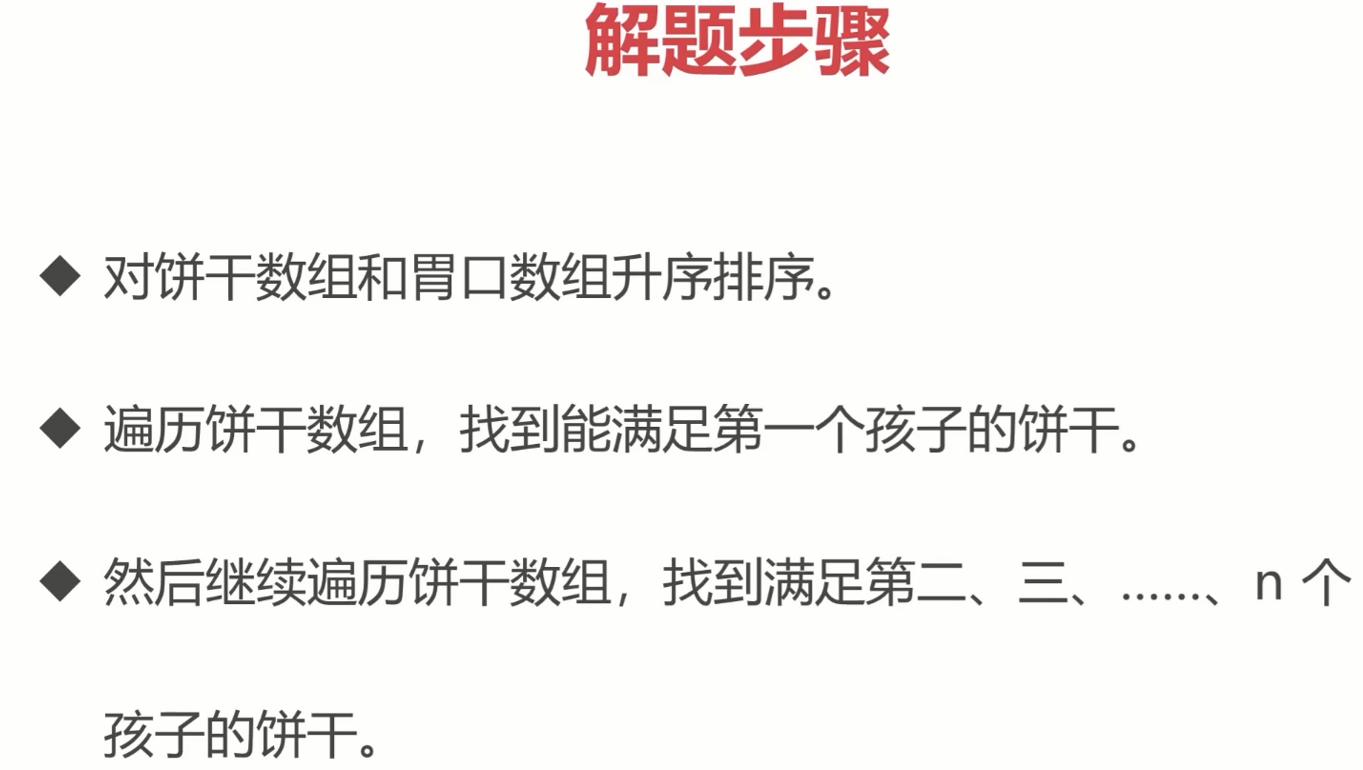 解题步骤
◆ 对饼干数组和胃口数组升序排序。
◆ 遍历饼干数组，找到能满足第一个孩子的饼干。
◆ 然后继续遍历饼干数组，找到满足第二、三、……、n 个
孩子的饼干。